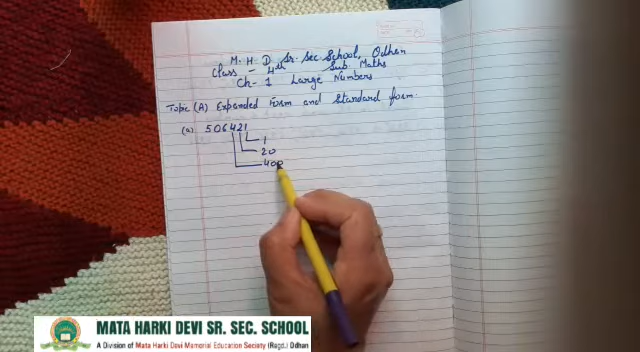 M. H. D Sr. Sec School, Odhan
Class - 4th Sub. Maths
Ch- 1 Large Numbers
Topic (A) Expanded form and Standard form.
(a) 506421
1
20
400
MATA HARKI DEVI SR. SEC. SCHOOL
A Division of Mata Harki Devi Memorial Education Society (Regd.) Odhan